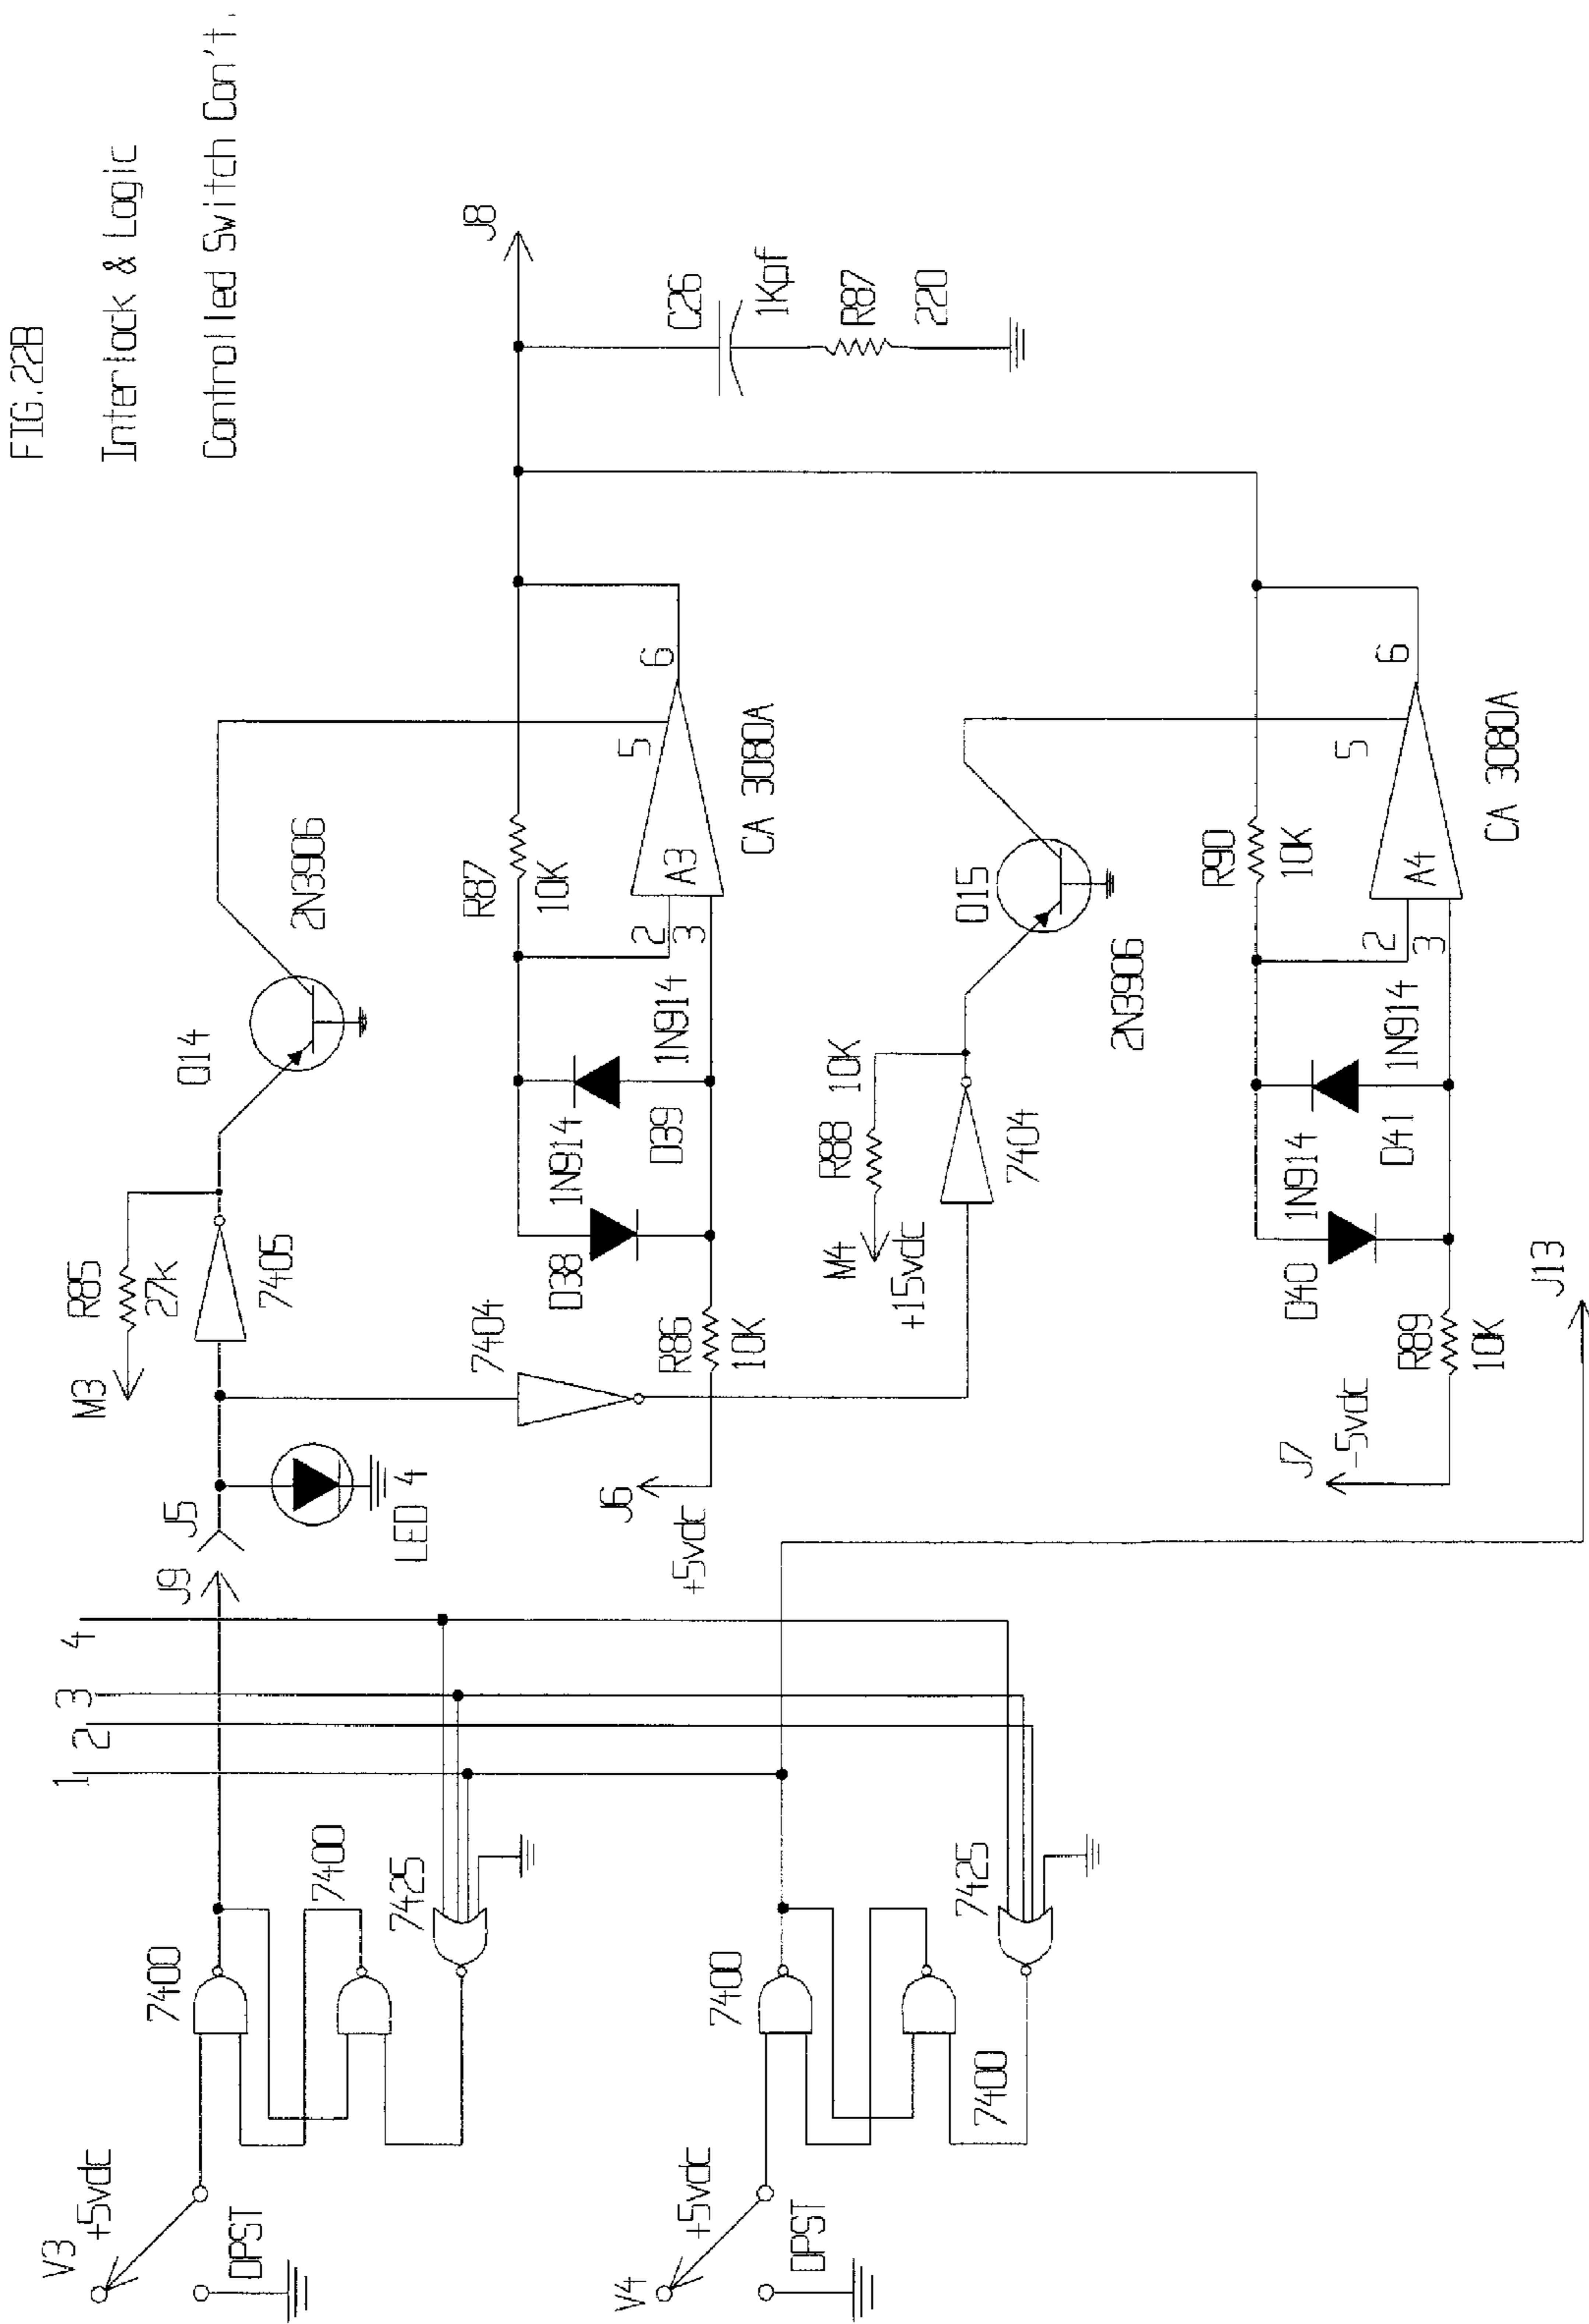 FIG.22B
Interlock & Logic
Controlled Switch Con't.
V3
+5vdc
DPST
7400
7400
7425
1
2
3
4
J9
J5
LED 4
M3
R85
27k
7405
Q14
2N3906
7404
J6
+5vdc
R86
10K
D38
1N914
D39
1N914
R87
10K
2
3
A3
5
6
CA 3080A
J8
C26
1Kpf
R87
220
V4
+5vdc
DPST
7400
7400
7425
M4
+15vdc
R88
10K
7404
Q15
2N3906
J7
-5vdc
R89
10K
D40
1N914
D41
1N914
R90
10K
2
3
A4
5
6
CA 3080A
J13